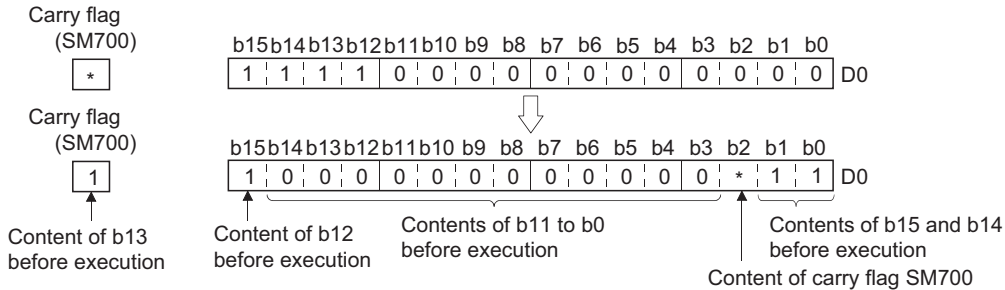 Carry flag
(SM700)
b15 b14 b13 b12 b11 b10 b9 b8 b7 b6 b5 b4 b3 b2 b1 b0
* 1 1 1 1 0 0 0 0 0 0 0 0 0 0 0 0 D0
Carry flag
(SM700)
b15 b14 b13 b12 b11 b10 b9 b8 b7 b6 b5 b4 b3 b2 b1 b0
1 1 0 0 0 0 0 0 0 0 0 0 0 0 * 1 1 D0
Content of b13
before execution
Content of b12
before execution
Contents of b11 to b0
before execution
Contents of b15 and b14
before execution
Content of carry flag SM700